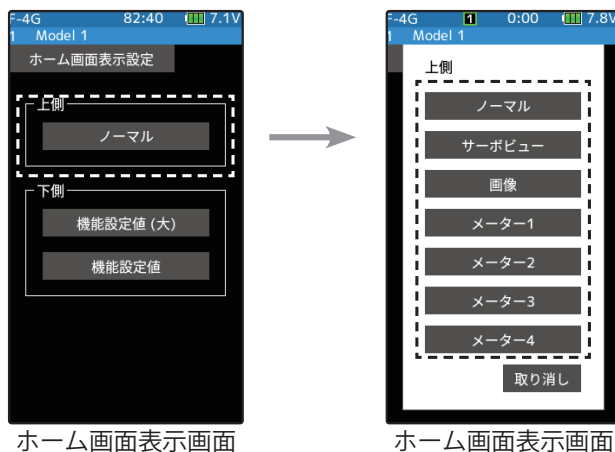 F-4G 82:40 7.1V
1 Model 1
ホーム画面表示設定
上側
ノーマル
下側
機能設定値 (大)
機能設定値
ホーム画面表示画面
F-4G 1 0:00 7.8V
1 Model 1
上側
ノーマル
サーボビュー
画像
メーター1
メーター2
メーター3
メーター4
取り消し
ホーム画面表示画面